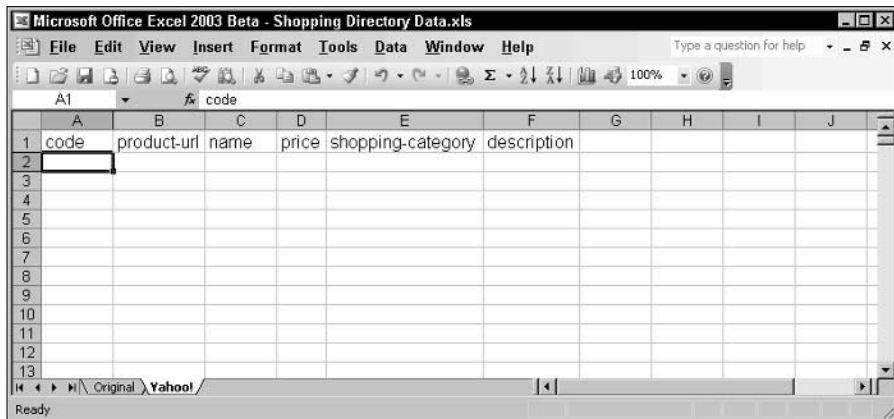 Microsoft Office Excel 2003 Beta - Shopping Directory Data.xls
File Edit View Insert Format Tools Data Window Help Type a question for help
ABC Σ A Z Z A 100%
A1 fx code
A B C D E F G H I J
1 code product-url name price shopping-category description
2
3
4
5
6
7
8
9
10
11
12
13
Original Yahoo!
Ready